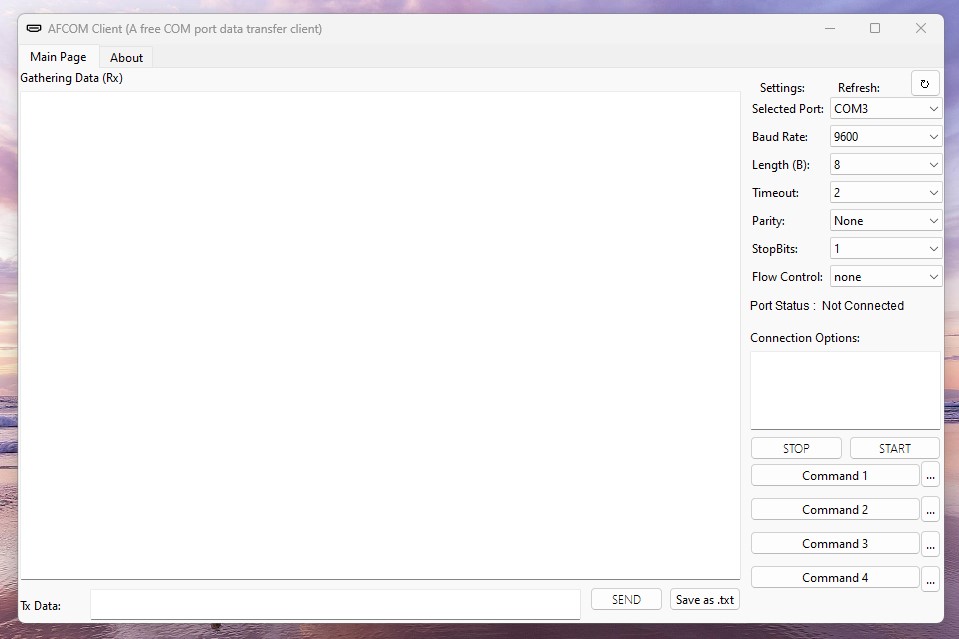 AFCOM Client (A free COM port data transfer client)
Main Page
About
Gathering Data (Rx)
Settings:
Refresh:
Selected Port:
COM3
Baud Rate:
9600
Length (B):
8
Timeout:
2
Parity:
None
StopBits:
1
Flow Control:
none
Port Status : Not Connected
Connection Options:
STOP
START
Command 1
...
Command 2
...
Command 3
...
Command 4
...
Tx Data:
SEND
Save as .txt